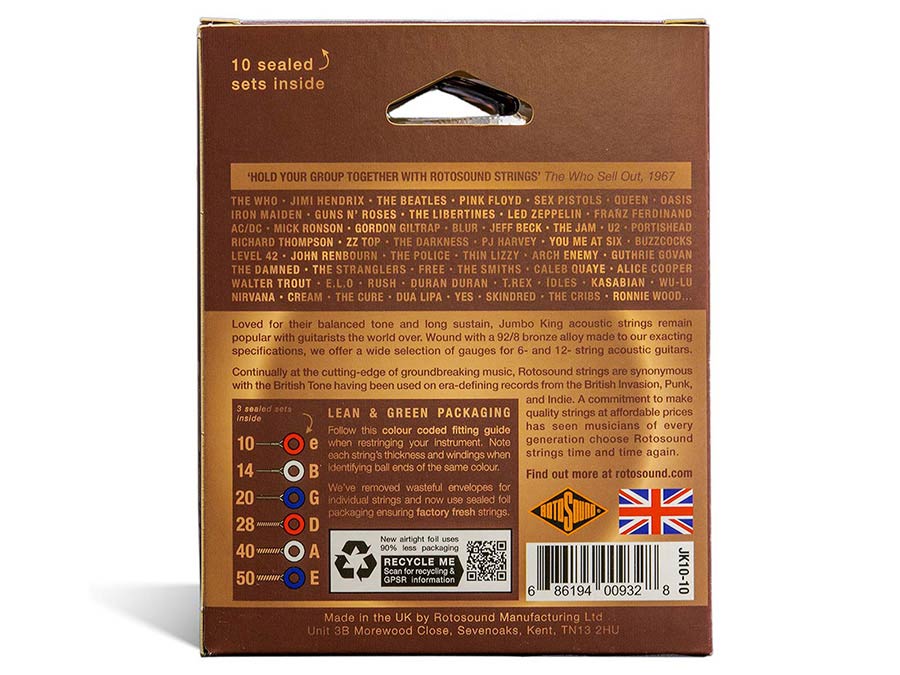 10 sealed
sets inside
'HOLD YOUR GROUP TOGETHER WITH ROTOSOUND STRINGS' The Who Sell Out, 1967
THE WHO • JIMI HENDRIX • THE BEATLES • PINK FLOYD • SEX PISTOLS • QUEEN • OASIS
IRON MAIDEN • GUNS N' ROSES • THE LIBERTINES • LED ZEPPELIN • FRANZ FERDINAND
AC/DC • MICK RONSON • GORDON GILTRAP • BLUR • JEFF BECK • THE JAM • U2 • PORTISHEAD
RICHARD THOMPSON • ZZ TOP • THE DARKNESS • PJ HARVEY • YOU ME AT SIX • BUZZCOCKS
LEVEL 42 • JOHN RENBOURN • THE POLICE • THIN LIZZY • ARCH ENEMY • GUTHRIE GOVAN
THE DAMNED • THE STRANGLERS • FREE • THE SMITHS • CALEB QUAYE • ALICE COOPER
WALTER TROUT • E.L.O • RUSH • DURAN DURAN • T.REX • IDLES • KASABIAN • WU-LU
NIRVANA • CREAM • THE CURE • DUA LIPA • YES • SKINDRED • THE CRIBS • RONNIE WOOD...
Loved for their balanced tone and long sustain, Jumbo King acoustic strings remain
popular with guitarists the world over. Wound with a 92/8 bronze alloy made to our exacting
specifications, we offer a wide selection of gauges for 6- and 12- string acoustic guitars.
Continually at the cutting-edge of groundbreaking music, Rotosound strings are synonymous
with the British Tone having been used on era-defining records from the British Invasion, Punk,
and Indie. A commitment to make
quality strings at affordable prices
has seen musicians of every
generation choose Rotosound
strings time and time again.
Find out more at rotosound.com
3 sealed sets
inside
10 e
14 B
20 G
28 D
40 A
50 E
LEAN & GREEN PACKAGING
Follow this colour coded fitting guide
when restringing your instrument. Note
each string's thickness and windings when
identifying ball ends of the same colour.
We've removed wasteful envelopes for
individual strings and now use sealed foil
packaging ensuring factory fresh strings.
New airtight foil uses
90% less packaging
RECYCLE ME
Scan for recycling &
GPSR information
ROTOSOUND
JK10-10
6 86194 00932 8
Made in the UK by Rotosound Manufacturing Ltd
Unit 3B Morewood Close, Sevenoaks, Kent, TN13 2HU